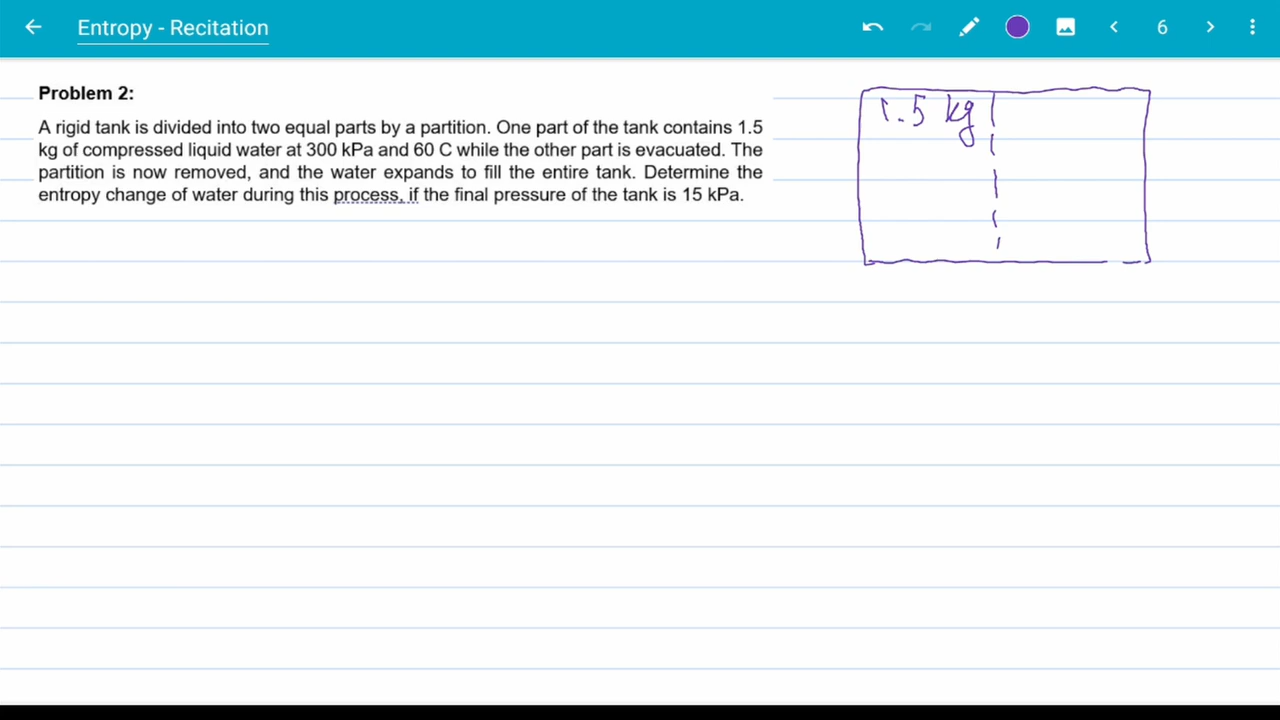 Entropy - Recitation
6
Problem 2:
A rigid tank is divided into two equal parts by a partition. One part of the tank contains 1.5
kg of compressed liquid water at 300 kPa and 60 C while the other part is evacuated. The
partition is now removed, and the water expands to fill the entire tank. Determine the
entropy change of water during this process, if the final pressure of the tank is 15 kPa.
1.5 kg